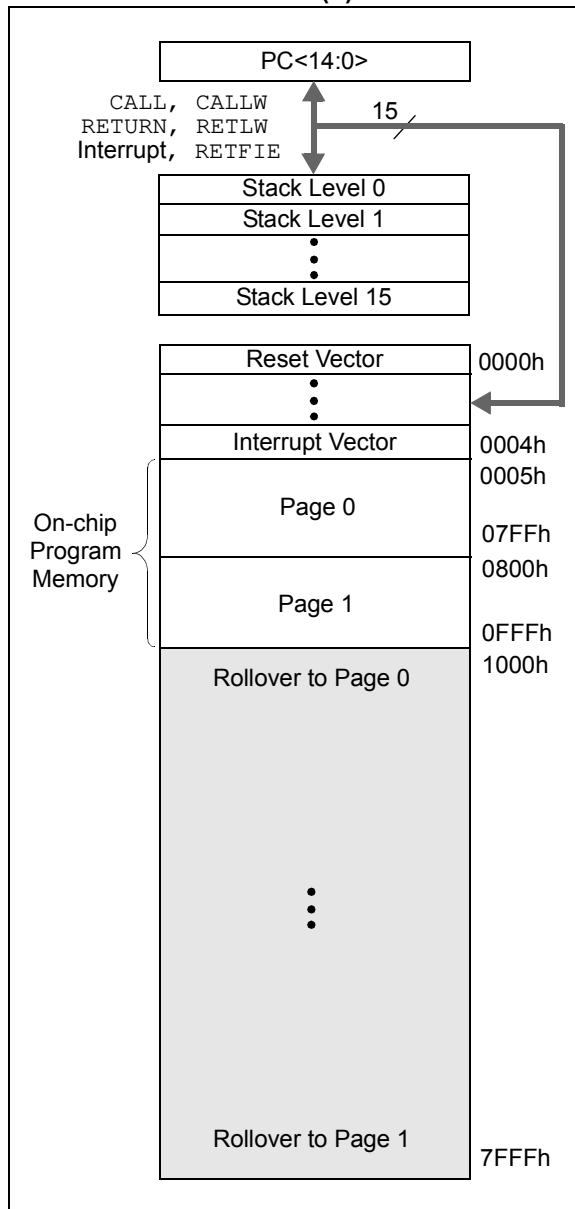 PC<14:0>
CALL, CALLW
RETURN, RETLW
Interrupt, RETFIE
15
Stack Level 0
Stack Level 1
Stack Level 15
Reset Vector
0000h
Interrupt Vector
0004h
0005h
On-chip
Program
Memory
Page 0
07FFh
0800h
Page 1
0FFFh
1000h
Rollover to Page 0
Rollover to Page 1
7FFFh